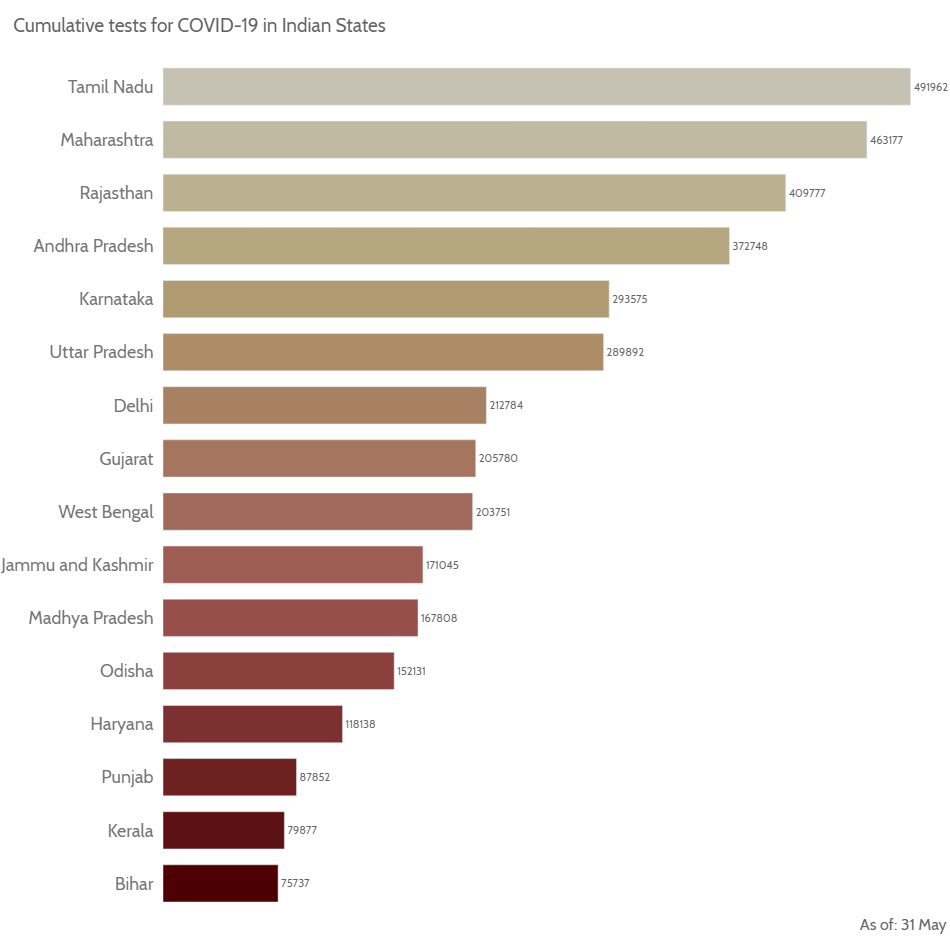 Cumulative tests for COVID-19 in Indian States
Tamil Nadu 491962
Maharashtra 463177
Rajasthan 409777
Andhra Pradesh 372748
Karnataka 293575
Uttar Pradesh 289892
Delhi 212784
Gujarat 205780
West Bengal 203751
Jammu and Kashmir 171045
Madhya Pradesh 167808
Odisha 152131
Haryana 118138
Punjab 87852
Kerala 79877
Bihar 75737
As of: 31 May